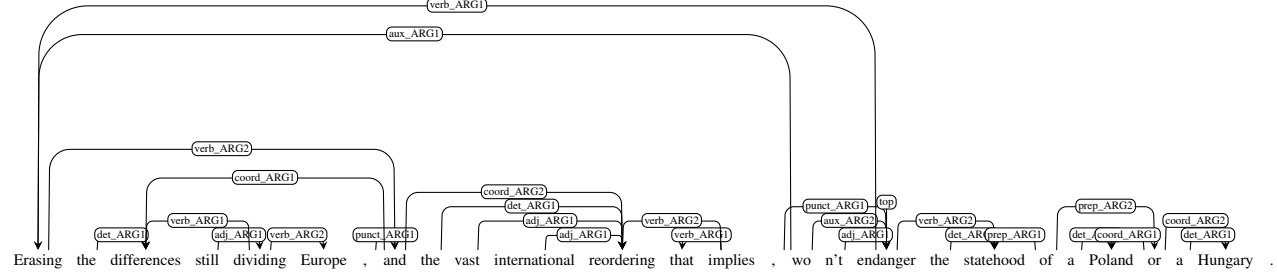 verb_ARG1
aux_ARG1
verb_ARG2
coord_ARG1
coord_ARG2
det_ARG1 punct_ARG1 top prep_ARG2
verb_ARG1 adj_ARG1 verb_ARG2 aux_ARG2 verb_ARG2 coord_ARG2
det_ARG1 adj_ARG1 verb_ARG2 punct_ARG1 adj_ARG1 verb_ARG1 adj_ARG1 prep_ARG1 coord_ARG1 det_ARG1
Erasing the differences still dividing Europe , and the vast international reordering that implies , wo n't endanger the statehood of a Poland or a Hungary .